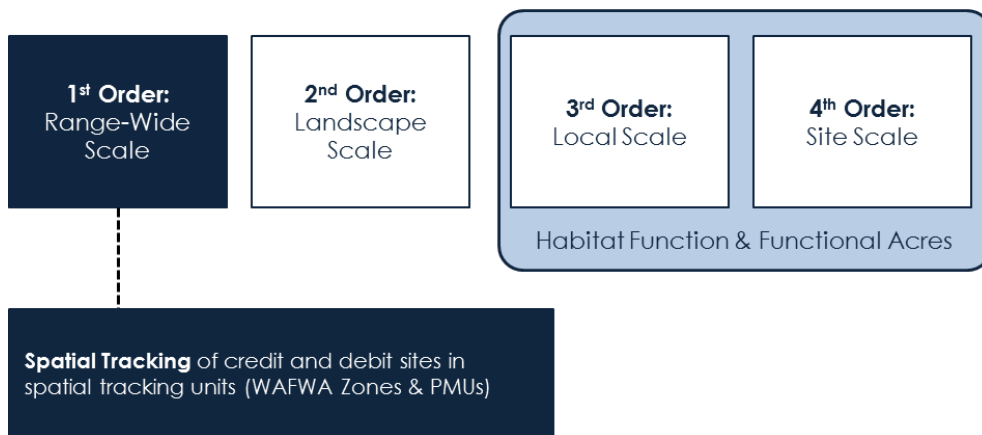 1st Order:
Range-Wide
Scale
2nd Order:
Landscape
Scale
3rd Order:
Local Scale
4th Order:
Site Scale
Habitat Function & Functional Acres
Spatial Tracking of credit and debit sites in
spatial tracking units (WAFWA Zones & PMUs)